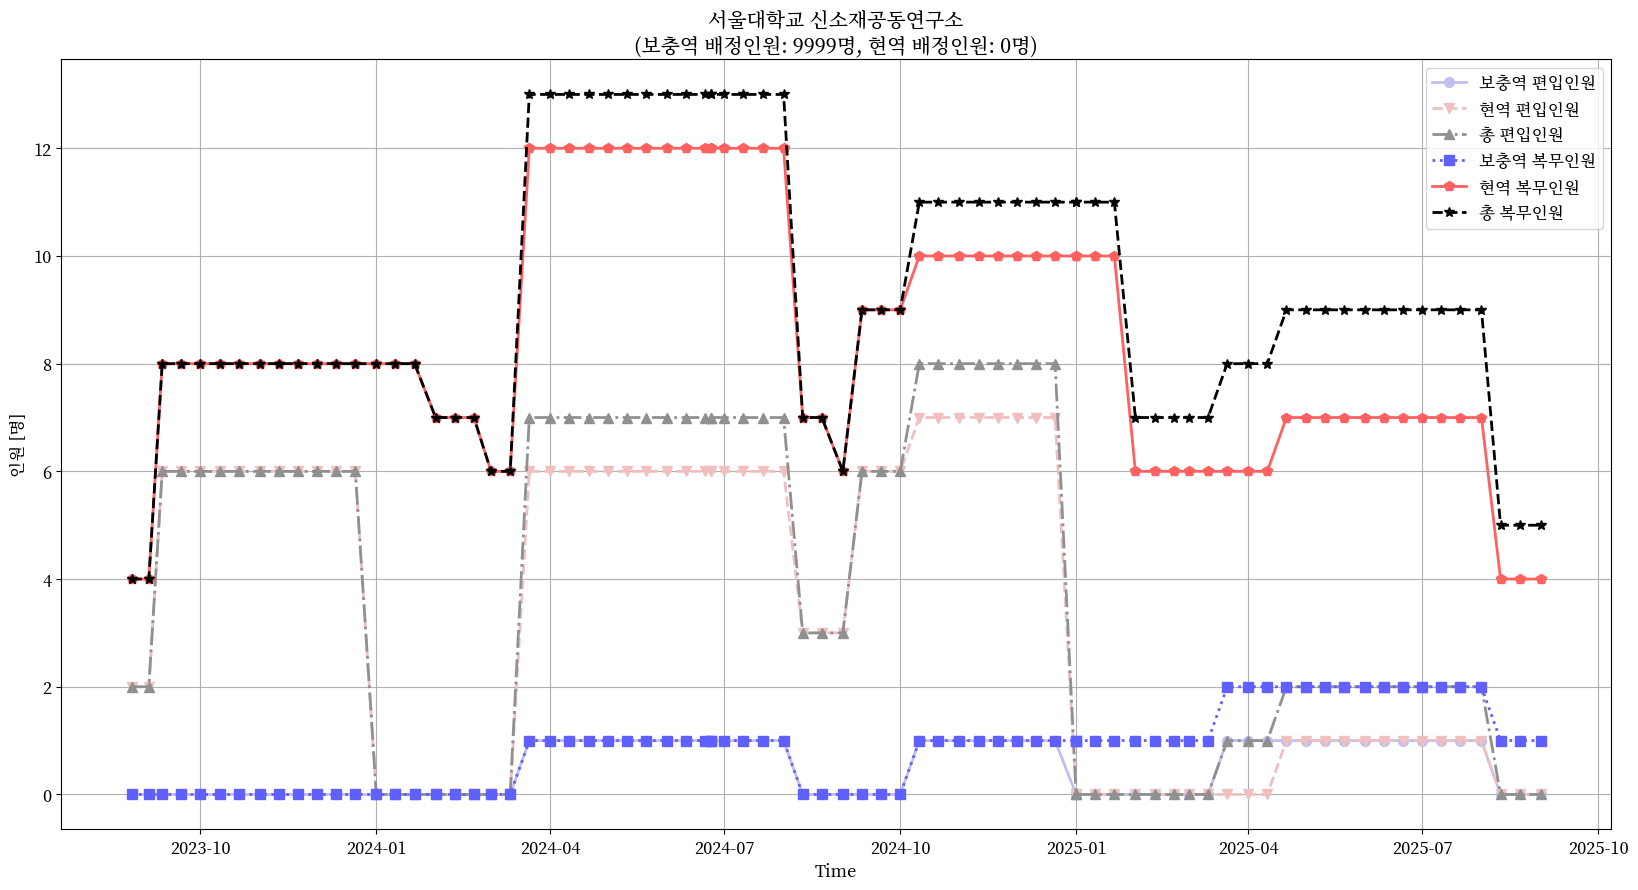 서울대학교 신소재공동연구소
(보충역 배정인원: 9999명, 현역 배정인원: 0명)
보충역 편입인원
현역 편입인원
총 편입인원
보충역 복무인원
현역 복무인원
총 복무인원
인원 [명]
12
10
8
6
4
2
0
2023-10
2024-01
2024-04
2024-07
2024-10
2025-01
2025-04
2025-07
2025-10
Time